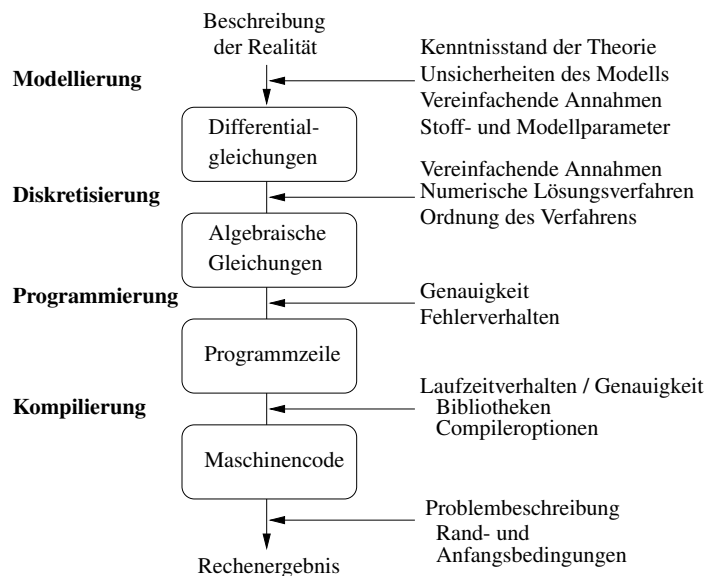 Beschreibung
der Realität
Kenntnisstand der Theorie
Modellierung
Unsicherheiten des Modells
Vereinfachende Annahmen
Stoff- und Modellparameter
Differential-
gleichungen
Vereinfachende Annahmen
Diskretisierung
Numerische Lösungsverfahren
Ordnung des Verfahrens
Algebraische
Gleichungen
Programmierung
Genauigkeit
Fehlerverhalten
Programmzeile
Laufzeitverhalten / Genauigkeit
Kompilierung
Bibliotheken
Compileroptionen
Maschinencode
Problembeschreibung
Rand- und
Anfangsbedingungen
Rechenergebnis